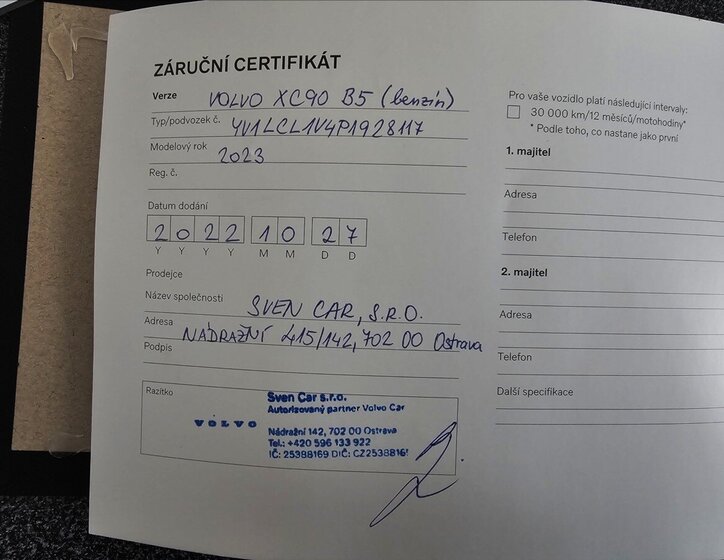 ZÁRUČNÍ CERTIFIKÁT
Verze VOLVO XC90 B5 (benzín)
Typ/podvozek č. YV1LCL1V4P1928117
Modelový rok 2023
Reg. č.
Datum dodání
2 0 2 2 1 0 2 7
Y Y Y Y M M D D
Prodejce
Název společnosti SVEN CAR, S.R.O.
Adresa NÁDRAŽNÍ 415/142, 702 00 Ostrava
Podpis
Razítko
VOLVO
Sven Car s.r.o.
Autorizovaný partner Volvo Car
Nádražní 142, 702 00 Ostrava
Tel.: +420 596 133 922
IČ: 25388169 DIČ: CZ2538816
Pro vaše vozidlo platí následující intervaly:
30 000 km/12 měsíců/motohodiny*
* Podle toho, co nastane jako první
1. majitel
Adresa
Telefon
2. majitel
Adresa
Telefon
Další specifikace